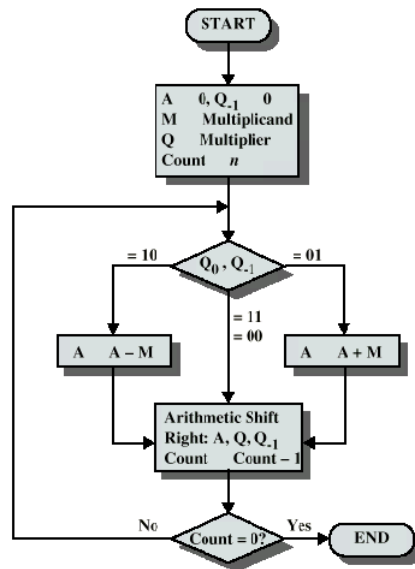 START
A 0, Q-1 0
M Multiplicand
Q Multiplier
Count n
= 10
Q0 , Q-1
= 01
= 11
= 00
A A – M
A A + M
Arithmetic Shift
Right: A, Q, Q-1
Count Count – 1
No
Count = 0?
Yes
END